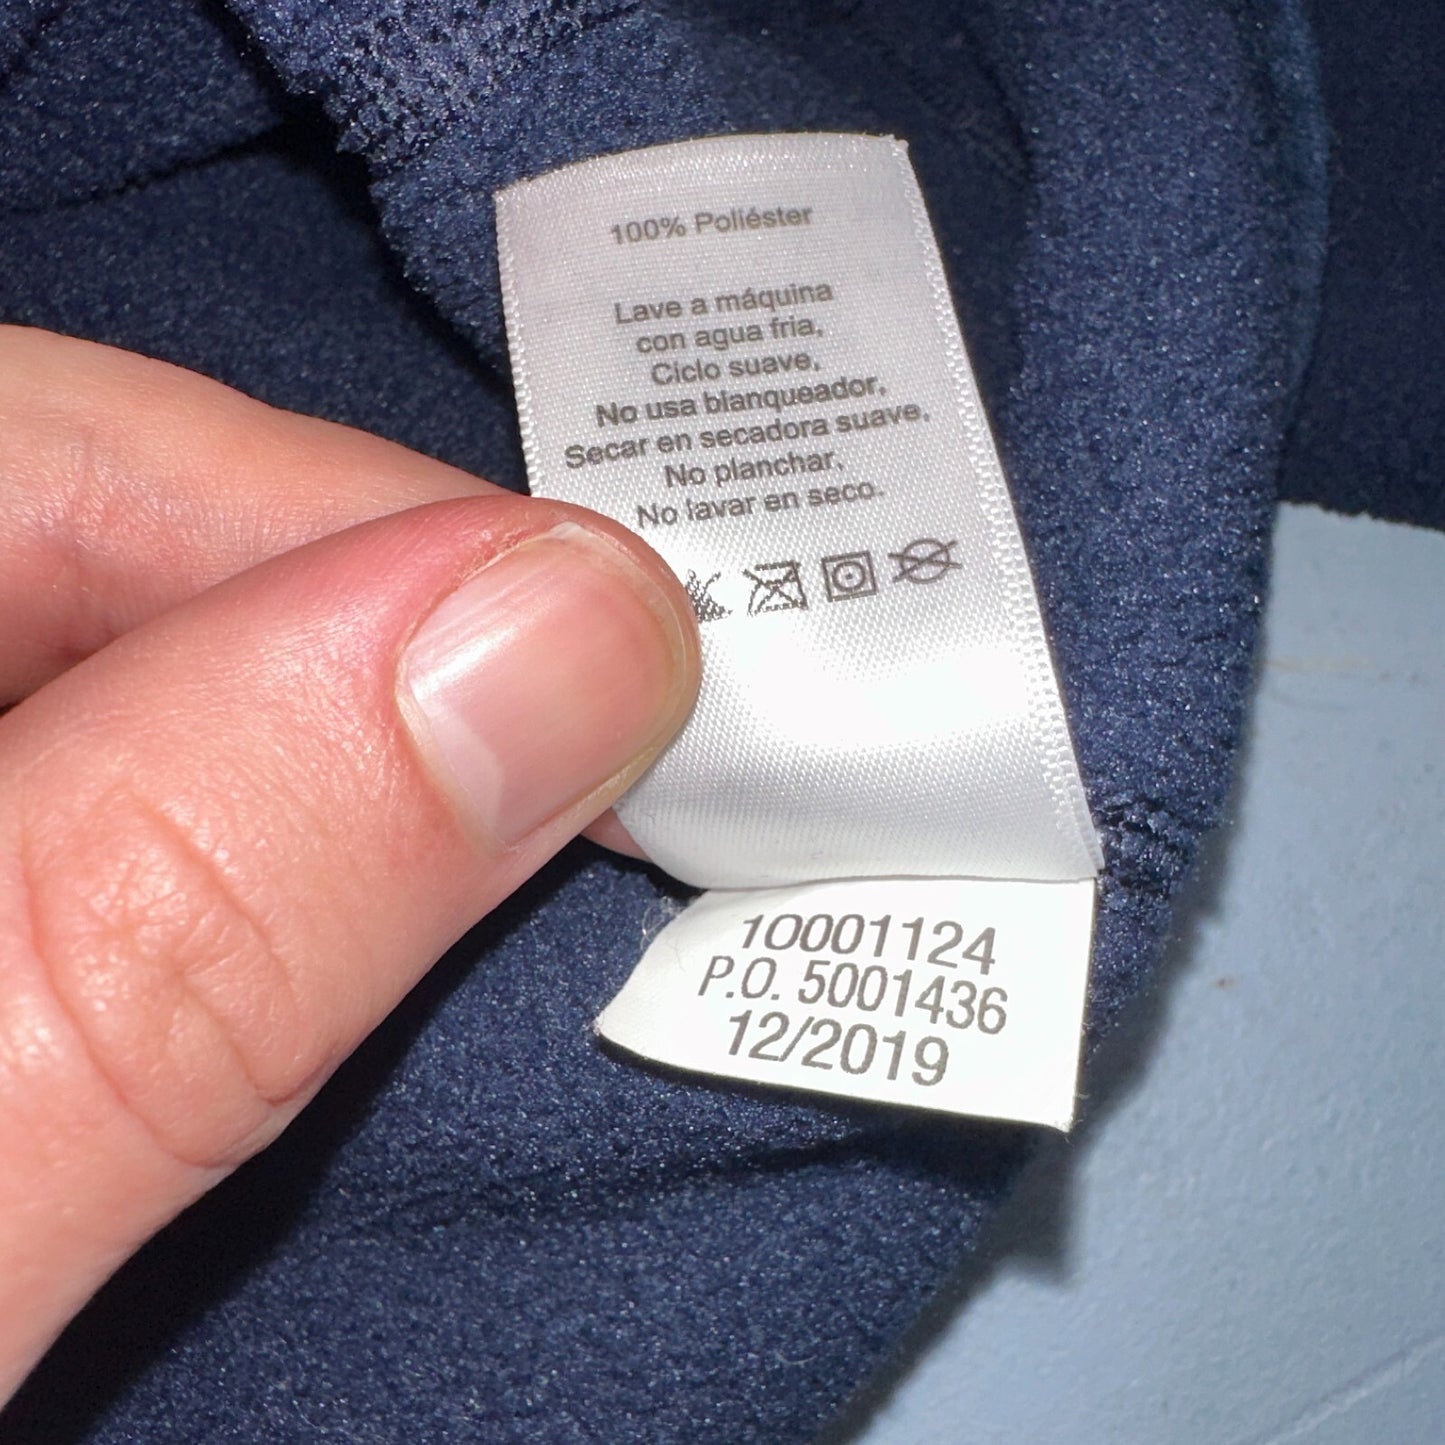 100% Poliéster
Lave a máquina
con agua fria,
Ciclo suave,
No usa blanqueador,
Secar en secadora suave,
No planchar,
No lavar en seco.
10001124
P.O. 5001436
12/2019